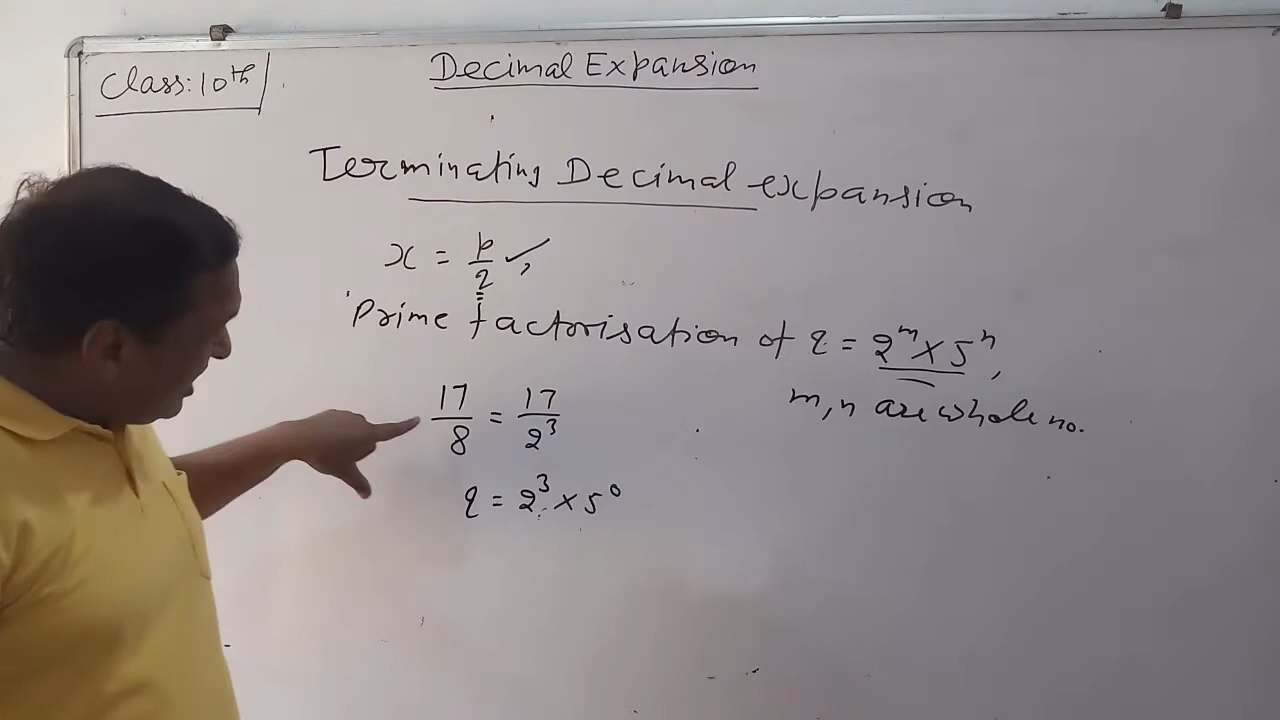 Class: 10th
Decimal Expansion
Terminating Decimal expansion
x = p/q ✓,
Prime factorisation of q = 2^m × 5^n,
m, n are whole no.
17/8 = 17/2^3
q = 2^3 × 5^0